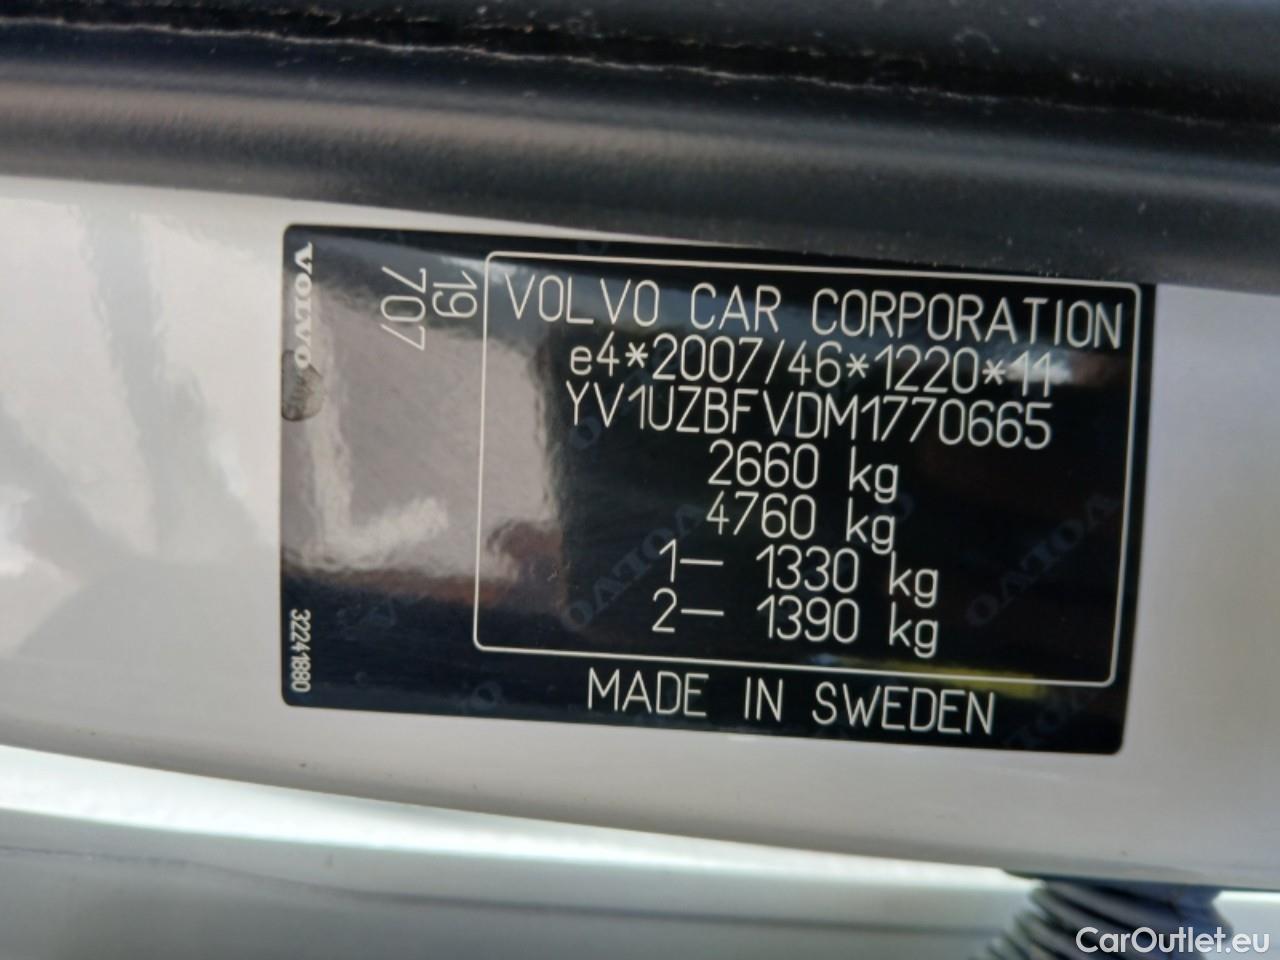 VOLVO
19
707
VOLVO CAR CORPORATION
e4*2007/46*1220*11
YV1UZBFVDM1770665
2660 kg
4760 kg
1— 1330 kg
2— 1390 kg
MADE IN SWEDEN
32241880
CarOutlet.eu